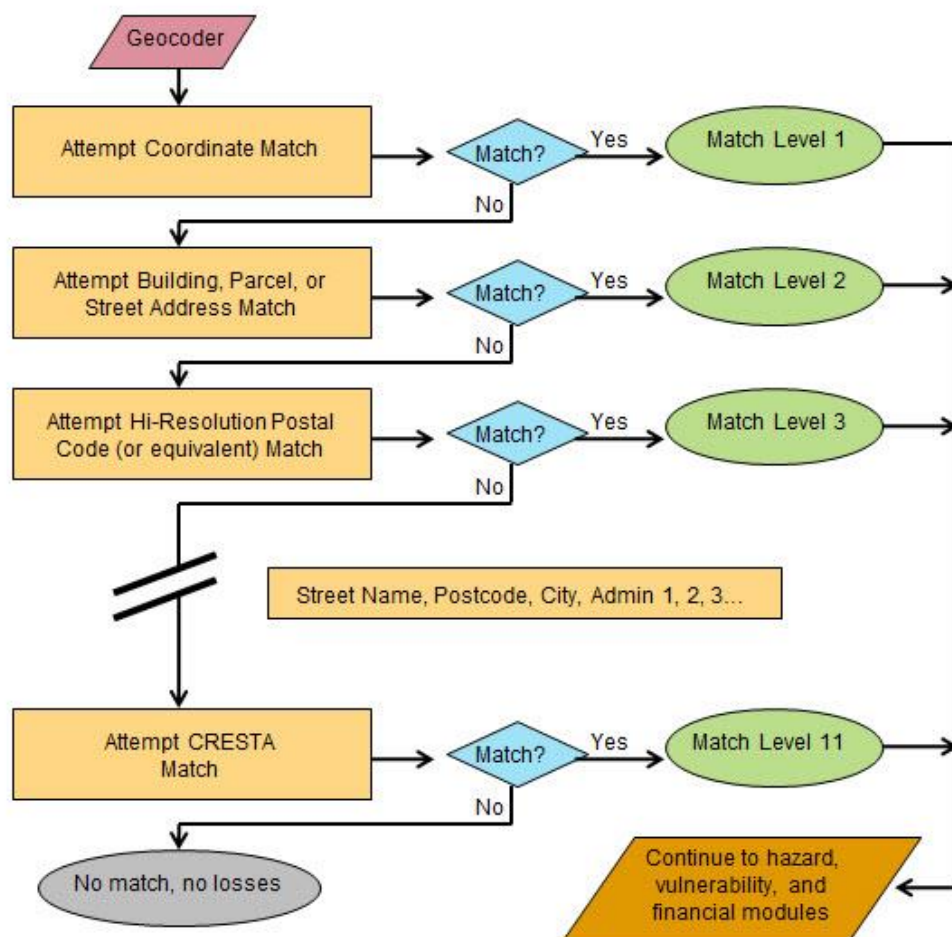 Geocoder
Attempt Coordinate Match
Match?
Yes
Match Level 1
No
Attempt Building, Parcel, or
Street Address Match
Match?
Yes
Match Level 2
No
Attempt Hi-Resolution Postal
Code (or equivalent) Match
Match?
Yes
Match Level 3
No
Street Name, Postcode, City, Admin 1, 2, 3...
Attempt CRESTA
Match
Match?
Yes
Match Level 11
No
No match, no losses
Continue to hazard,
vulnerability, and
financial modules